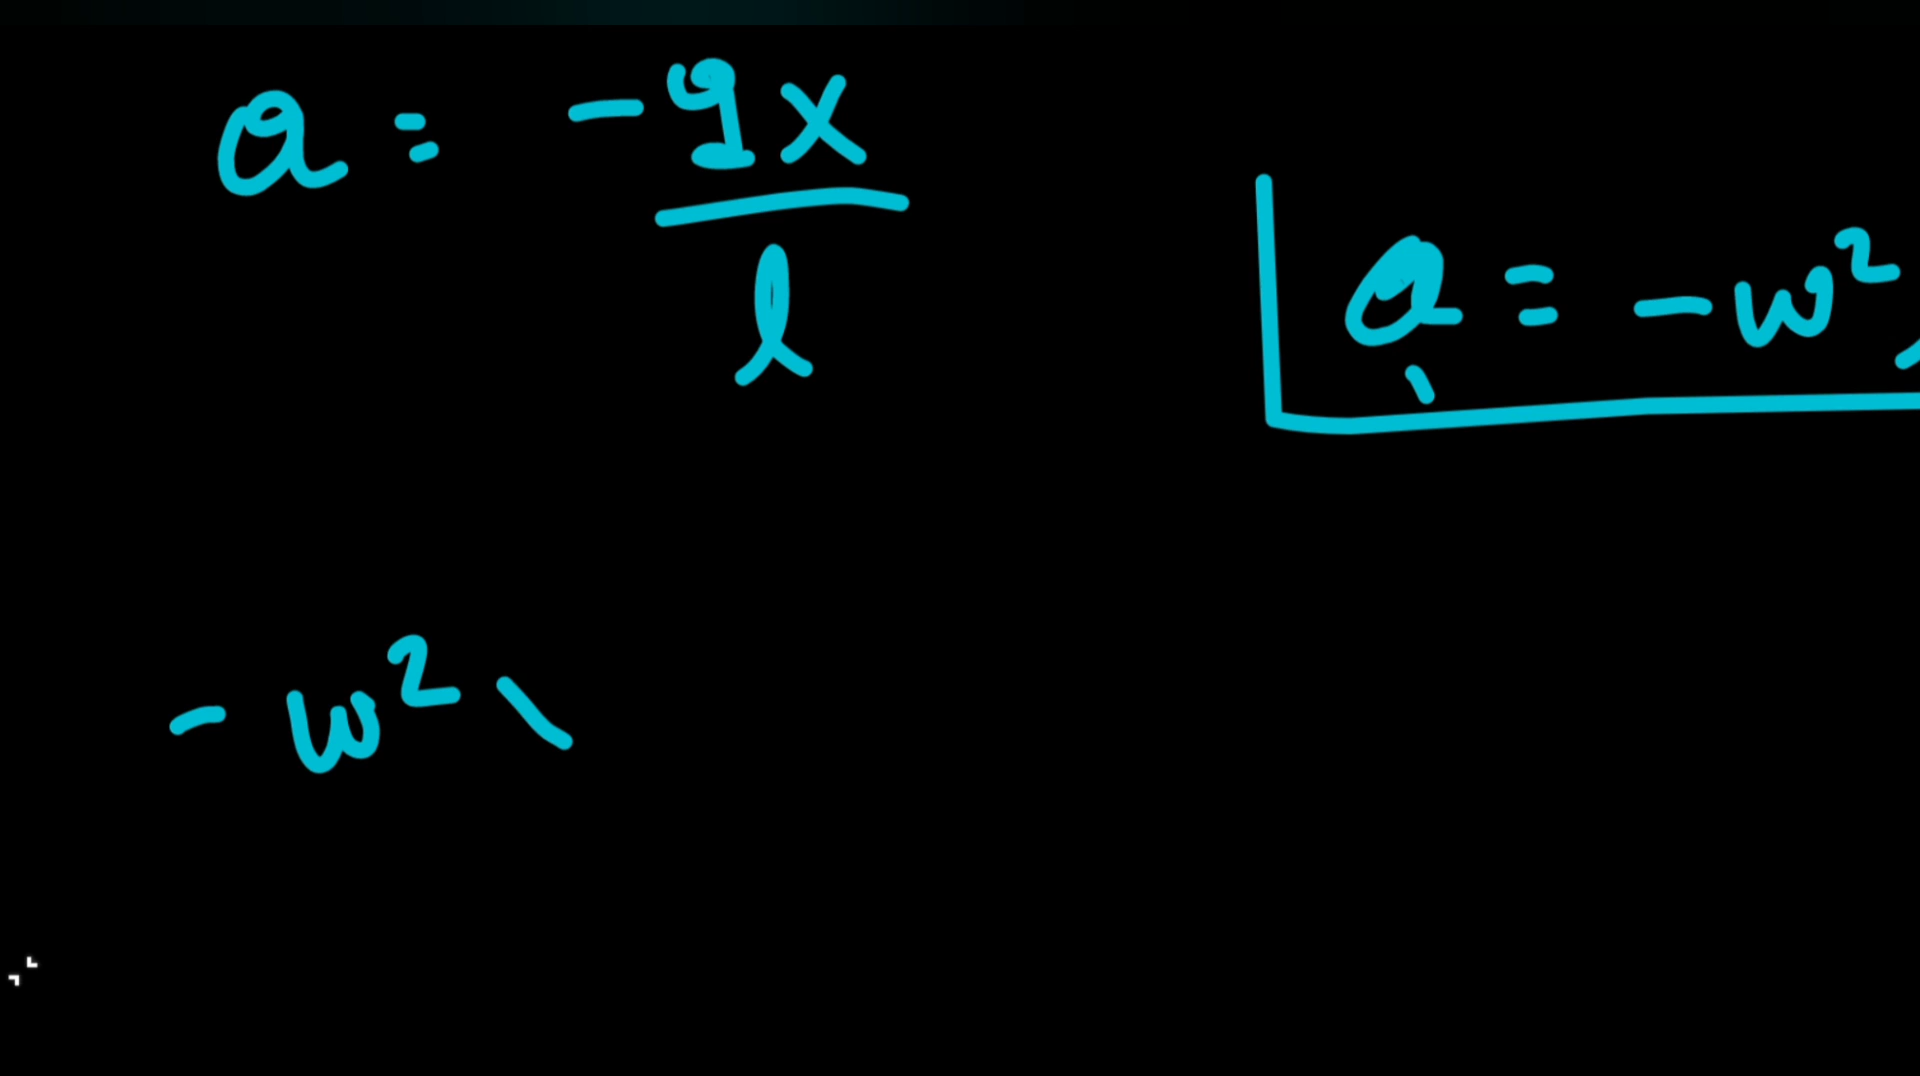 a = -gx
l
a = -w²
-w²